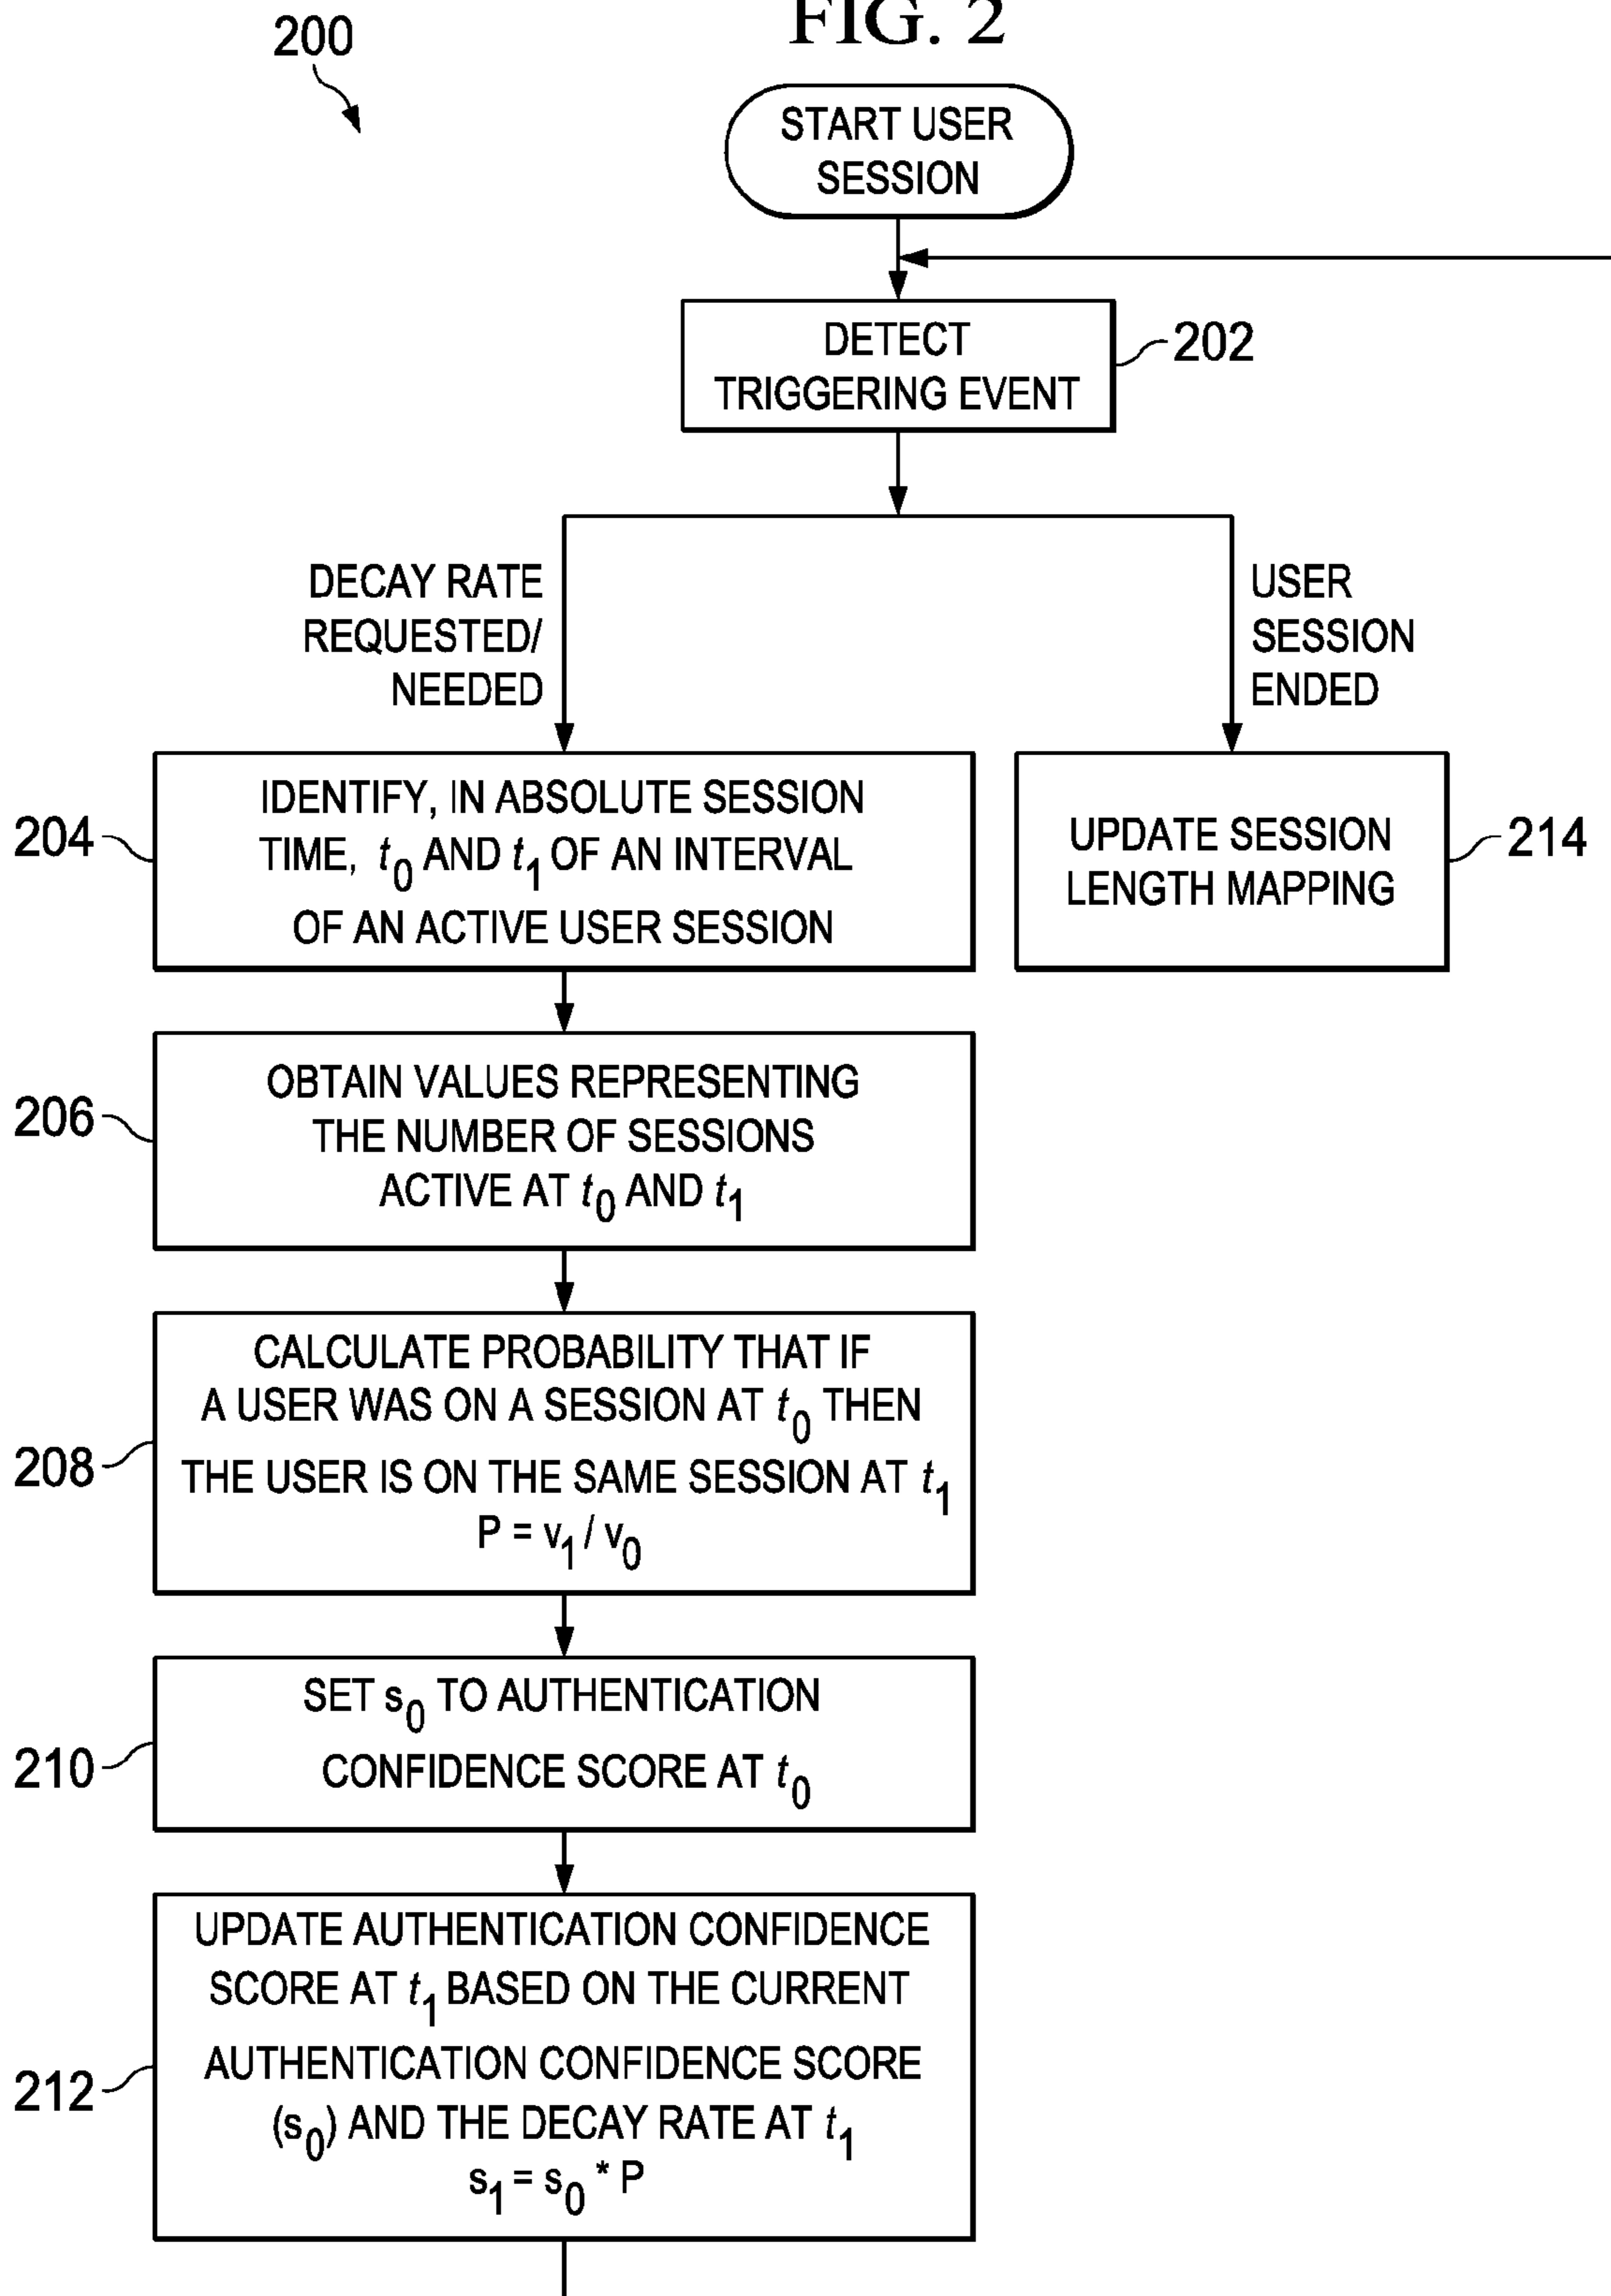 FIG. 2
200
START USER
SESSION
DETECT
TRIGGERING EVENT
202
DECAY RATE
REQUESTED/
NEEDED
USER
SESSION
ENDED
204
IDENTIFY, IN ABSOLUTE SESSION
TIME, t0 AND t1 OF AN INTERVAL
OF AN ACTIVE USER SESSION
UPDATE SESSION
LENGTH MAPPING
214
206
OBTAIN VALUES REPRESENTING
THE NUMBER OF SESSIONS
ACTIVE AT t0 AND t1
208
CALCULATE PROBABILITY THAT IF
A USER WAS ON A SESSION AT t0 THEN
THE USER IS ON THE SAME SESSION AT t1
P = v1 / v0
210
SET s0 TO AUTHENTICATION
CONFIDENCE SCORE AT t0
212
UPDATE AUTHENTICATION CONFIDENCE
SCORE AT t1 BASED ON THE CURRENT
AUTHENTICATION CONFIDENCE SCORE
(s0) AND THE DECAY RATE AT t1
s1 = s0 * P